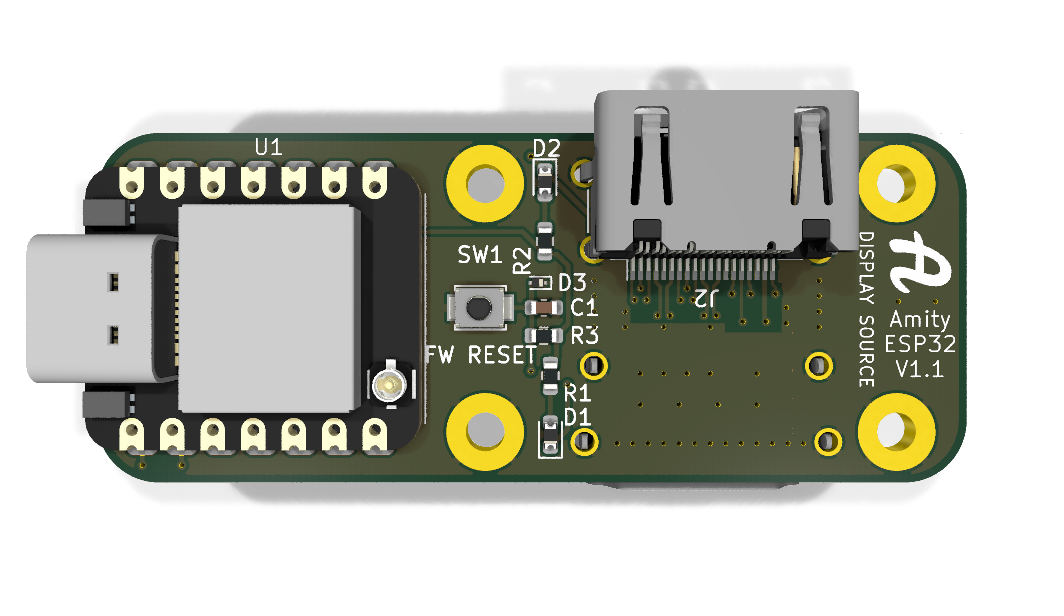 U1
D2
SW1
R2
D3
C1
R3
FW RESET
R1
D1
J2
DISPLAY SOURCE
Amity
ESP32
V1.1